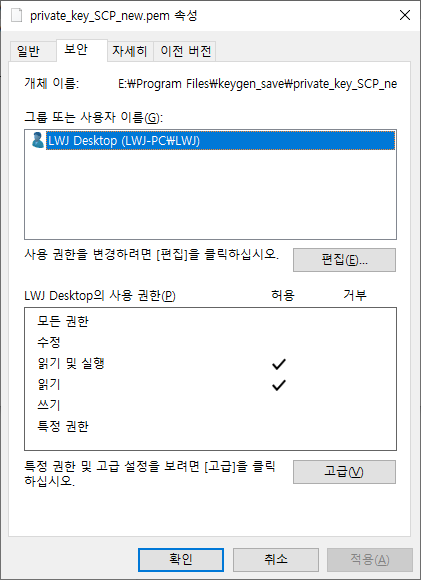 private_key_SCP_new.pem 속성
일반 보안 자세히 이전 버전
개체 이름: E:\Program Files\keygen_save\private_key_SCP_ne
그룹 또는 사용자 이름(G):
LWJ Desktop (LWJ-PC\LWJ)
사용 권한을 변경하려면 [편집]을 클릭하십시오.
편집(E)...
LWJ Desktop의 사용 권한(P) 허용 거부
모든 권한
수정
읽기 및 실행
읽기
쓰기
특정 권한
특정 권한 및 고급 설정을 보려면 [고급]을 클릭
하십시오.
고급(V)
확인 취소 적용(A)